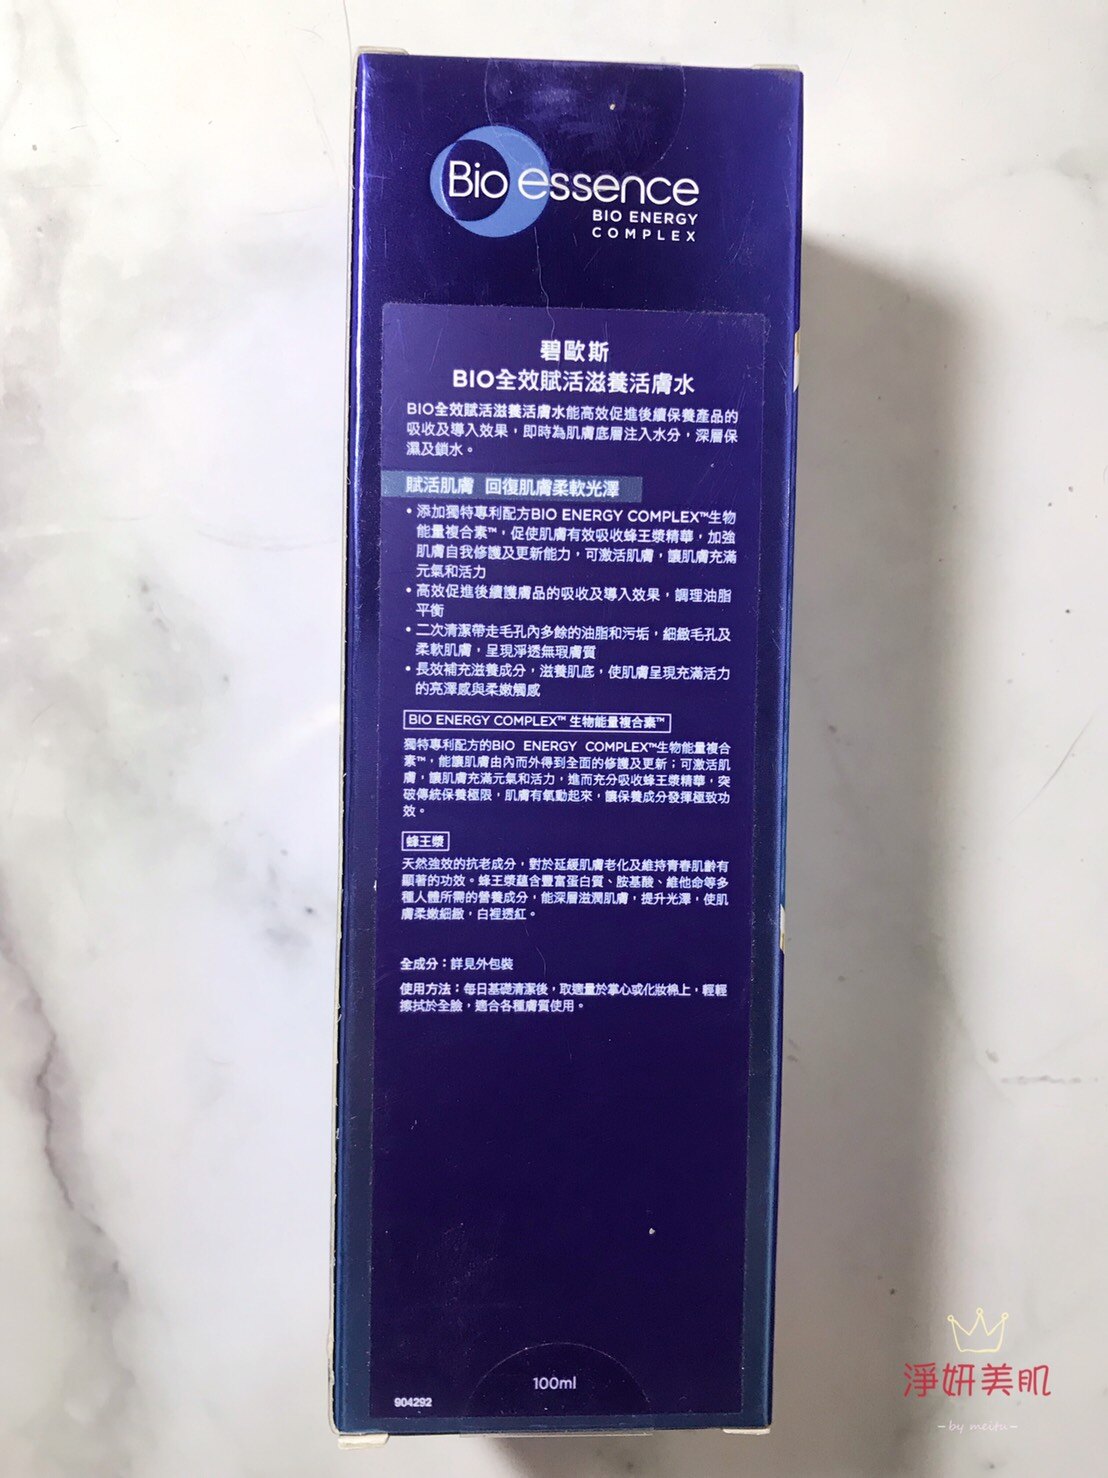 Bio essence
BIO ENERGY
COMPLEX
碧歐斯
BIO全效賦活滋養活膚水
BIO全效賦活滋養活膚水能高效促進後續保養產品的
吸收及導入效果，即時為肌膚底層注入水分，深層保
濕及鎖水。
賦活肌膚 回復肌膚柔軟光澤
•添加獨特專利配方BIO ENERGY COMPLEX™生物
能量複合素™，促使肌膚有效吸收蜂王漿精華，加強
肌膚自我修護及更新能力，可激活肌膚，讓肌膚充滿
元氣和活力
•高效促進後續護膚品的吸收及導入效果，調理油脂
平衡
•二次清潔帶走毛孔內多餘的油脂和污垢，細緻毛孔及
柔軟肌膚，呈現淨透無瑕膚質
•長效補充滋養成分，滋養肌底，使肌膚呈現充滿活力
的亮澤感與柔嫩觸感
BIO ENERGY COMPLEX™ 生物能量複合素™
獨特專利配方的BIO ENERGY COMPLEX™生物能量複合
素™，能讓肌膚由內而外得到全面的修護及更新；可激活肌
膚，讓肌膚充滿元氣和活力，進而充分吸收蜂王漿精華，突
破傳統保養極限，肌膚有氧動起來，讓保養成分發揮極致功
效。
蜂王漿
天然強效的抗老成分，對於延緩肌膚老化及維持青春肌齡有
顯著的功效。蜂王漿蘊含豐富蛋白質、胺基酸、維他命等多
種人體所需的營養成分，能深層滋潤肌膚，提升光澤，使肌
膚柔嫩細緻，白裡透紅。
全成分：詳見外包裝
使用方法：每日基礎清潔後，取適量於掌心或化妝棉上，輕輕
擦拭於全臉，適合各種膚質使用。
100ml
904292
淨妍美肌
- by meitu -